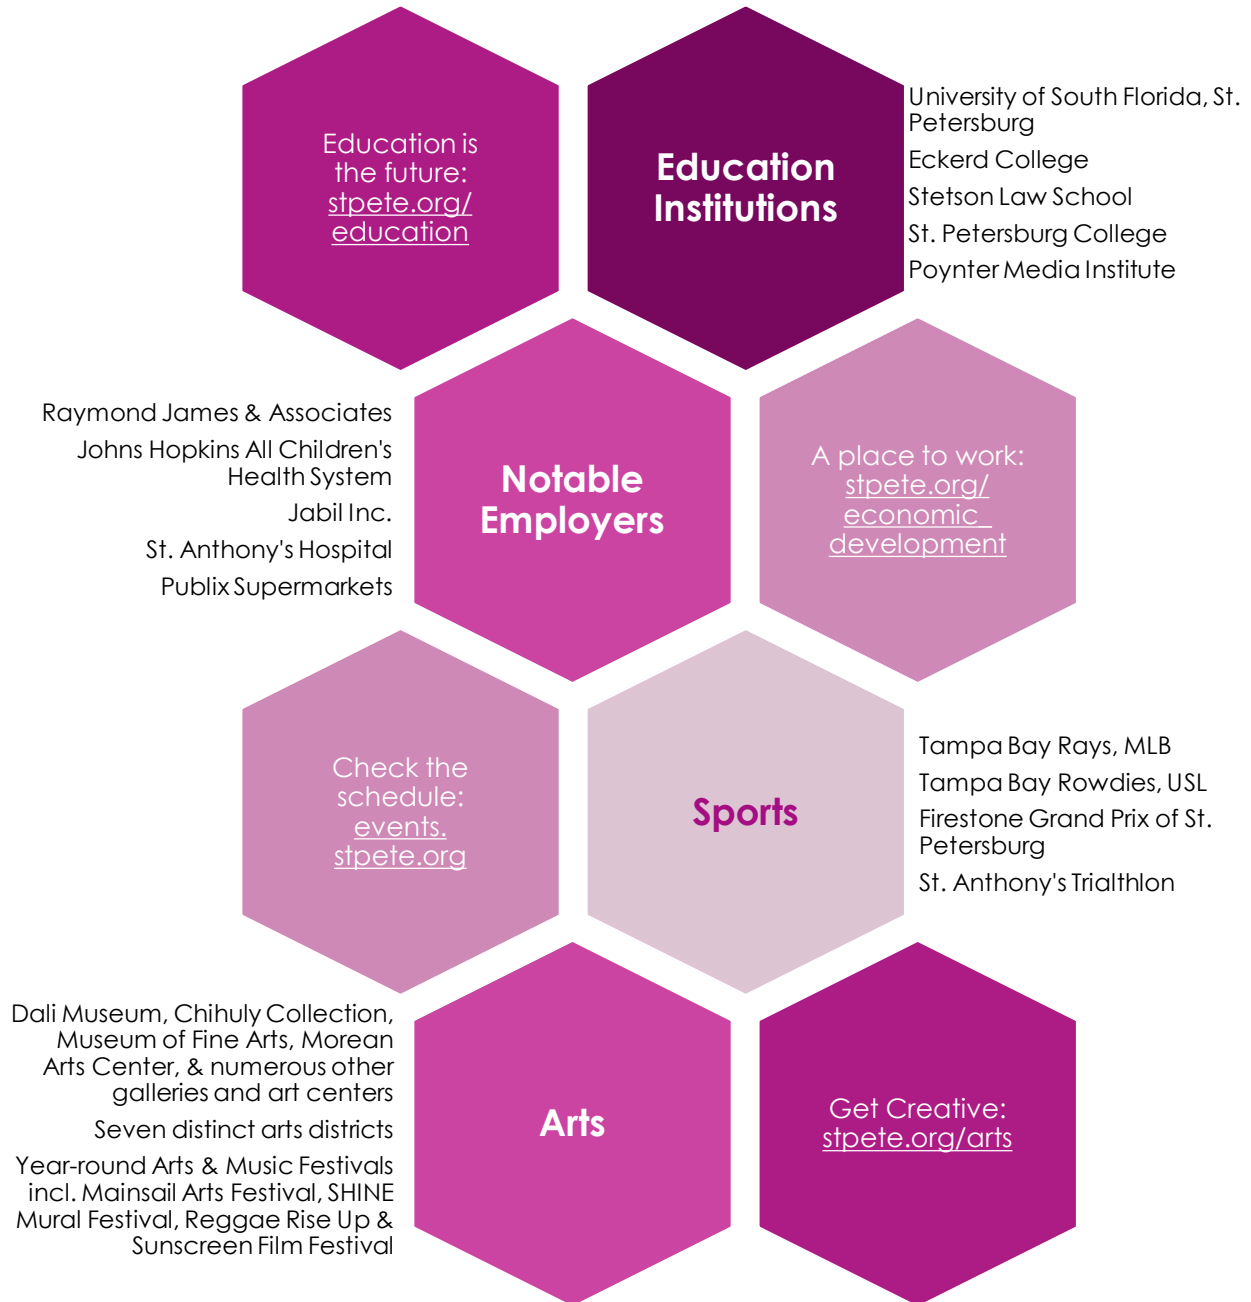 Education is
the future:
stpete.org/
education
Education
Institutions
University of South Florida, St.
Petersburg
Eckerd College
Stetson Law School
St. Petersburg College
Poynter Media Institute
Raymond James & Associates
Johns Hopkins All Children's
Health System
Jabil Inc.
St. Anthony's Hospital
Publix Supermarkets
Notable
Employers
A place to work:
stpete.org/
economic_
development
Check the
schedule:
events.
stpete.org
Sports
Tampa Bay Rays, MLB
Tampa Bay Rowdies, USL
Firestone Grand Prix of St.
Petersburg
St. Anthony's Trialthlon
Dali Museum, Chihuly Collection,
Museum of Fine Arts, Morean
Arts Center, & numerous other
galleries and art centers
Seven distinct arts districts
Year-round Arts & Music Festivals
incl. Mainsail Arts Festival, SHINE
Mural Festival, Reggae Rise Up &
Sunscreen Film Festival
Arts
Get Creative:
stpete.org/arts